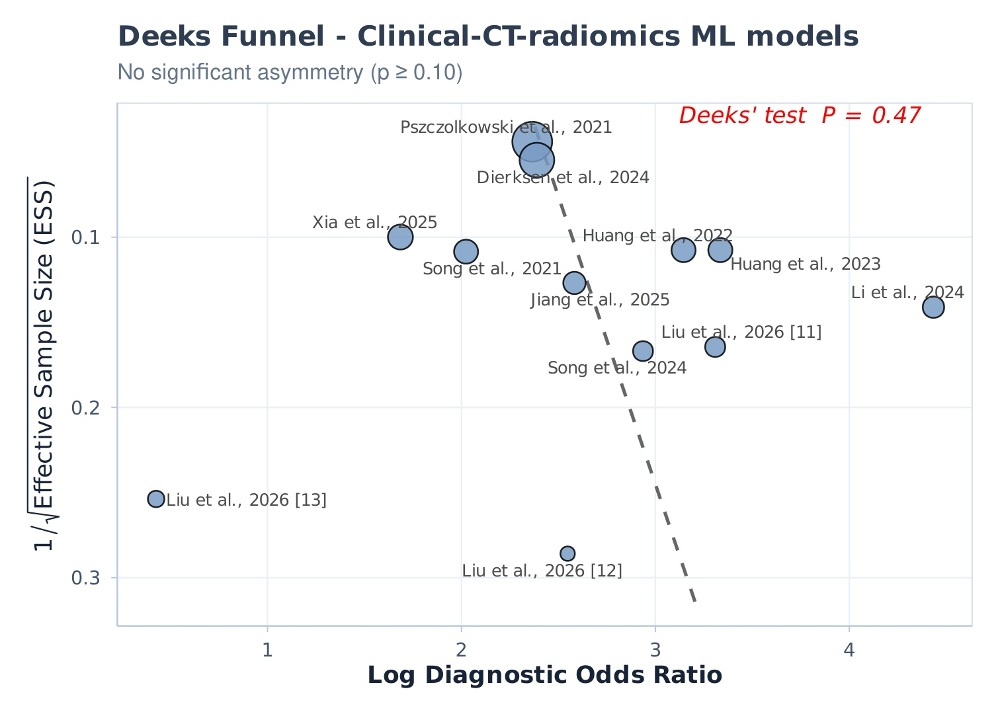 Deeks Funnel - Clinical-CT-radiomics ML models
No significant asymmetry (p ≥ 0.10)
Deeks' test P = 0.47
Pszczolkowski et al., 2021
Dierksen et al., 2024
Xia et al., 2025
Huang et al., 2022
Song et al., 2021
Huang et al., 2023
Jiang et al., 2025
Li et al., 2024
Liu et al., 2026 [11]
Song et al., 2024
Liu et al., 2026 [13]
Liu et al., 2026 [12]
1/√Effective Sample Size (ESS)
0.1
0.2
0.3
1 2 3 4
Log Diagnostic Odds Ratio